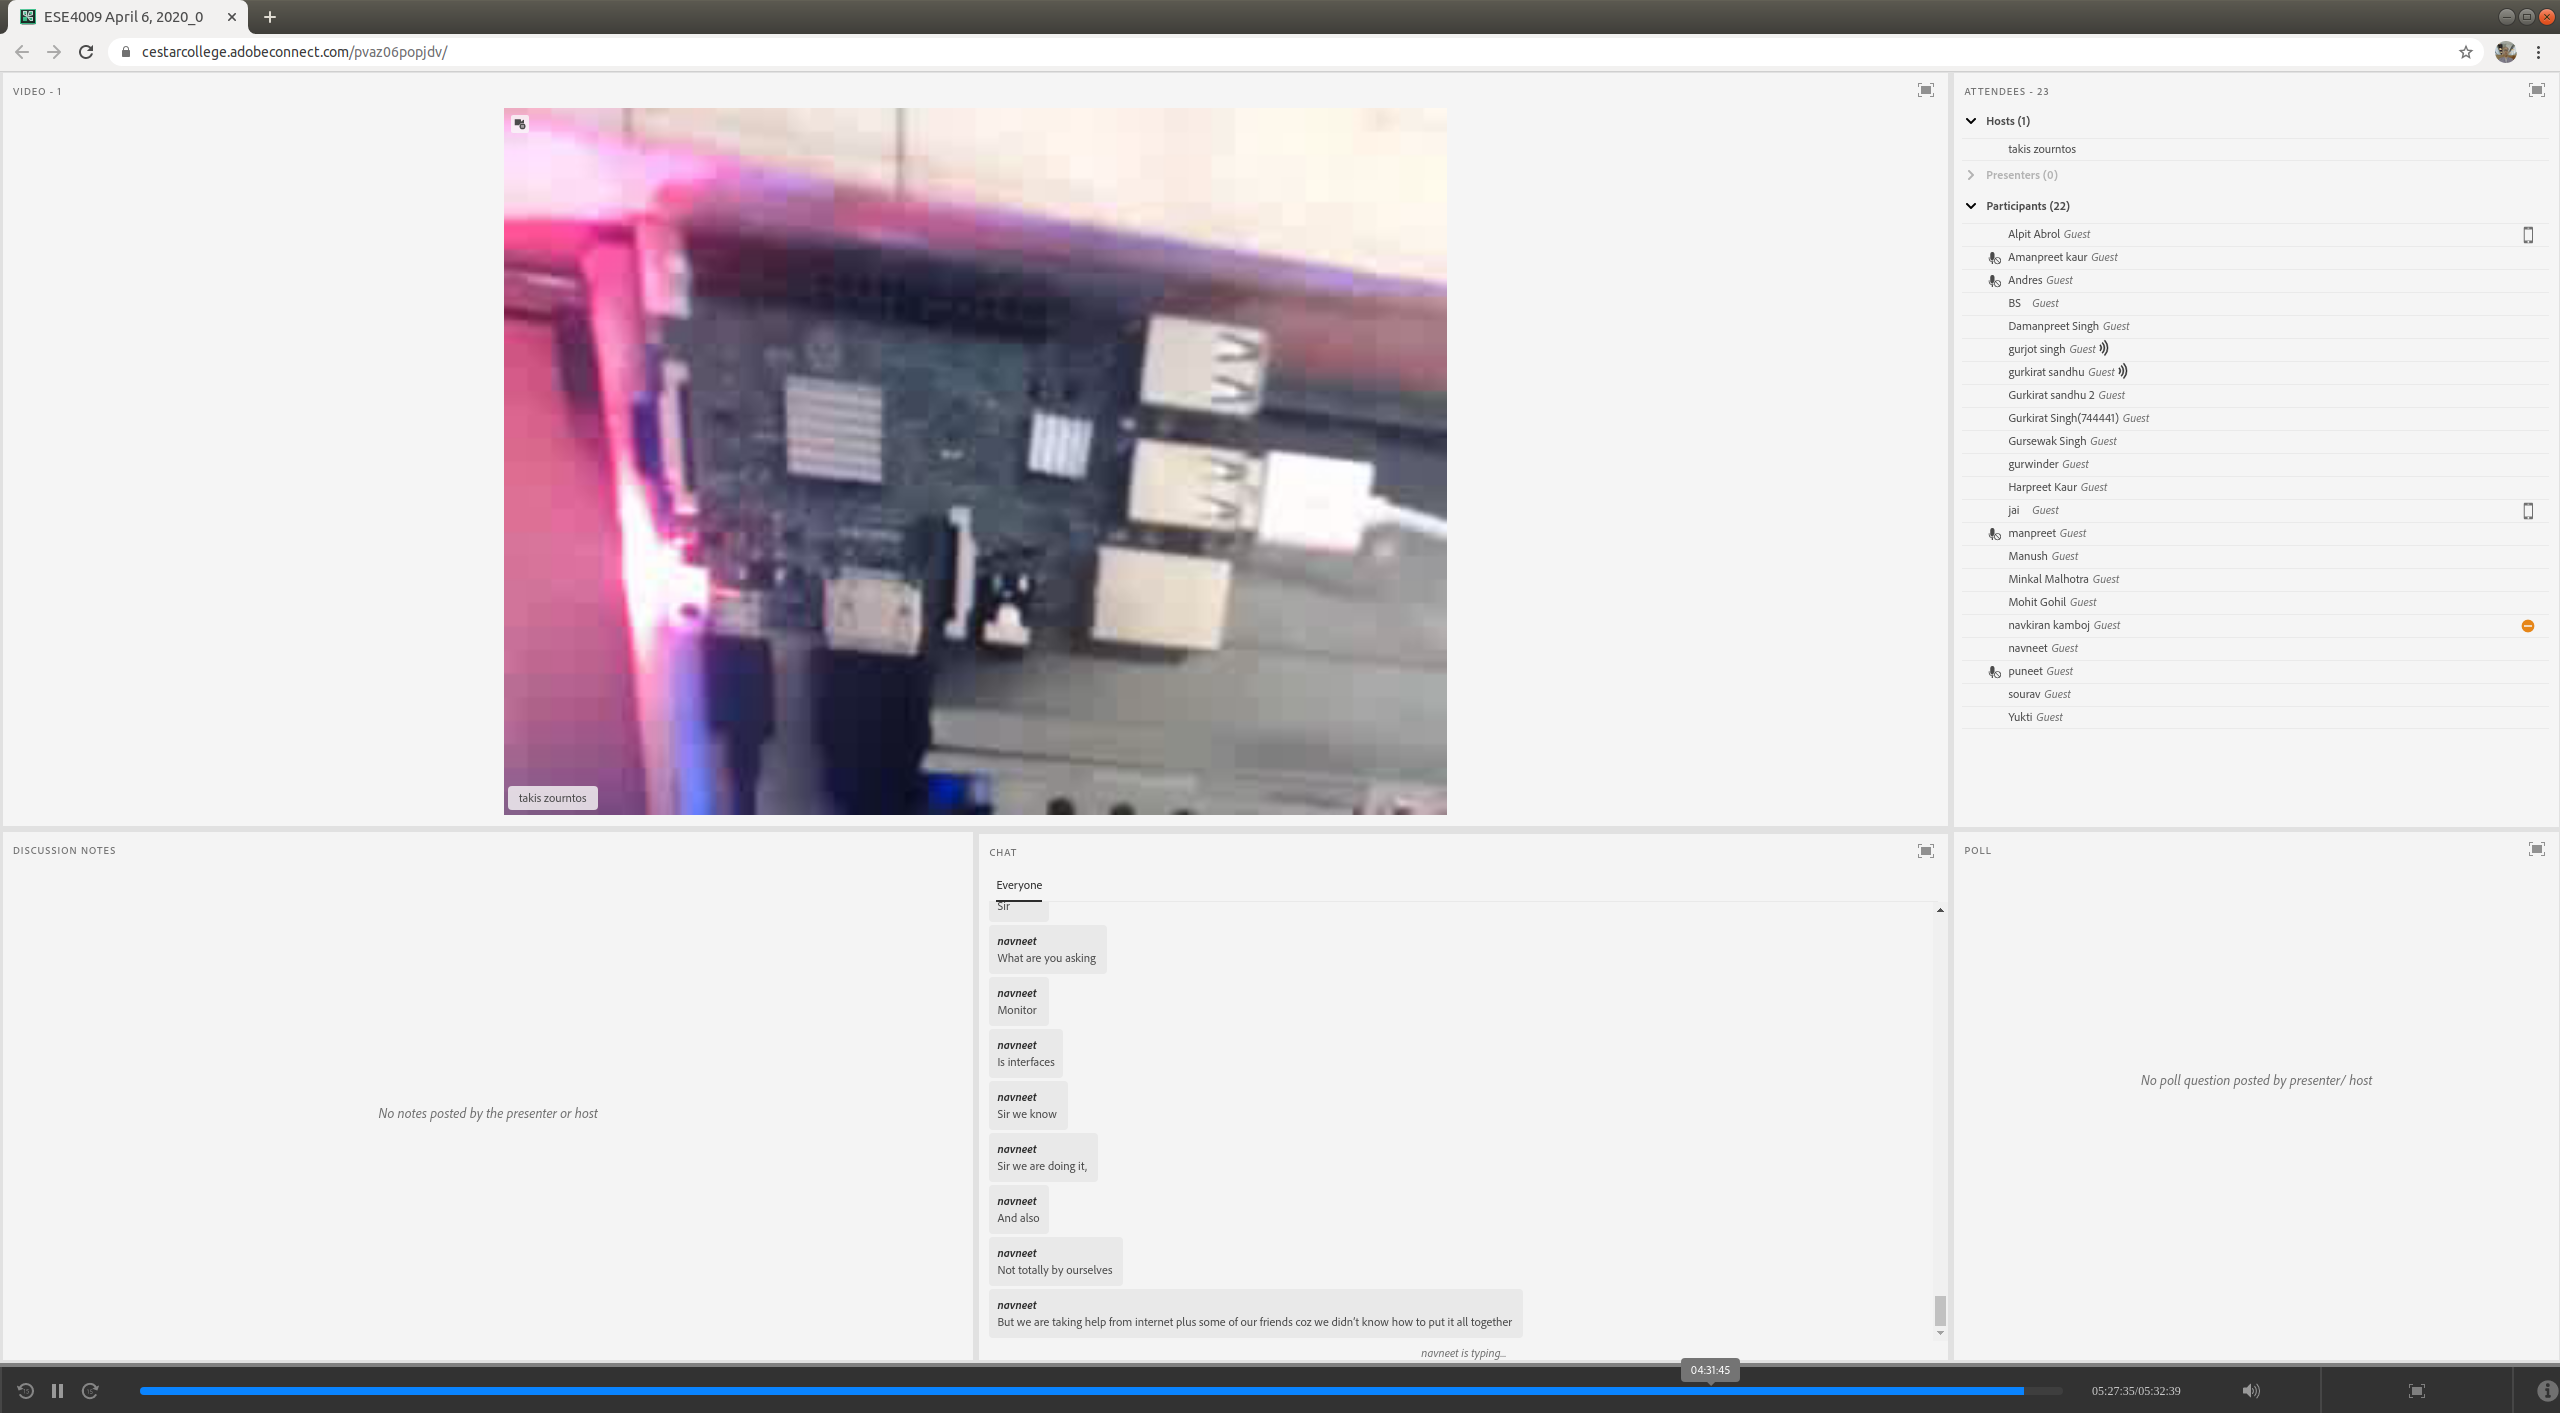 ESE4009 April 6, 2020_0
cestarcollege.adobeconnect.com/pvaz06popjdv/
VIDEO - 1
takis zourntos
ATTENDEES - 23
Hosts (1)
takis zourntos
Presenters (0)
Participants (22)
Alpit Abrol Guest
Amanpreet kaur Guest
Andres Guest
BS Guest
Damanpreet Singh Guest
gurjot singh Guest
gurkirat sandhu Guest
Gurkirat sandhu 2 Guest
Gurkirat Singh(744441) Guest
Gursewak Singh Guest
gurwinder Guest
Harpreet Kaur Guest
jai Guest
manpreet Guest
Manush Guest
Minkal Malhotra Guest
Mohit Gohil Guest
navkiran kamboj Guest
navneet Guest
puneet Guest
sourav Guest
Yukti Guest
DISCUSSION NOTES
No notes posted by the presenter or host
CHAT
Everyone
Sir
navneet
What are you asking
navneet
Monitor
navneet
Is interfaces
navneet
Sir we know
navneet
Sir we are doing it,
navneet
And also
navneet
Not totally by ourselves
navneet
But we are taking help from internet plus some of our friends coz we didn't know how to put it all together
navneet is typing...
POLL
No poll question posted by presenter/ host
04:31:45
05:27:35/05:32:39